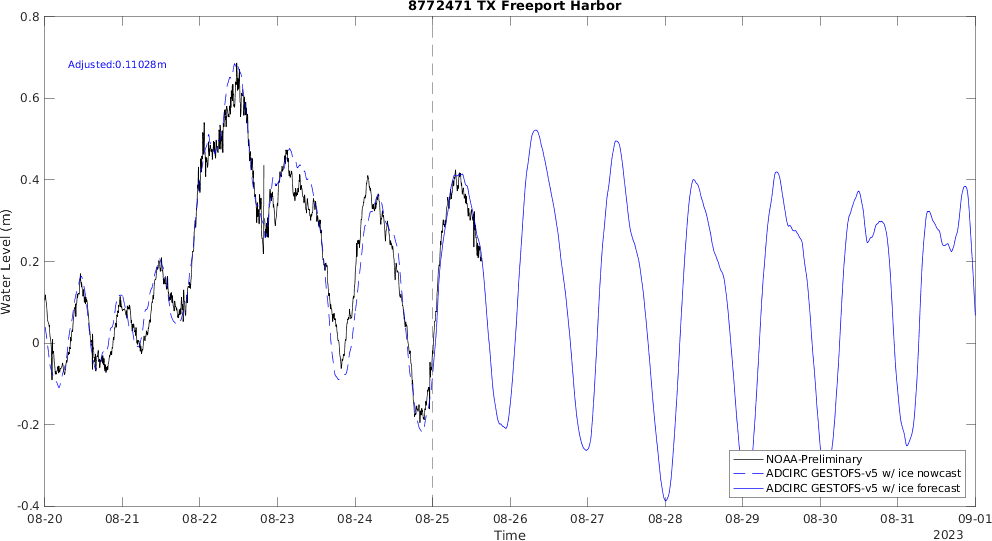 8772471 TX Freeport Harbor
0.8
Adjusted:0.11028m
0.6
0.4
0.2
0
-0.2
-0.4
Water Level (m)
NOAA-Preliminary
ADCIRC GESTOFS-v5 w/ ice nowcast
ADCIRC GESTOFS-v5 w/ ice forecast
08-20 08-21 08-22 08-23 08-24 08-25 08-26 08-27 08-28 08-29 08-30 08-31 09-01
Time
2023